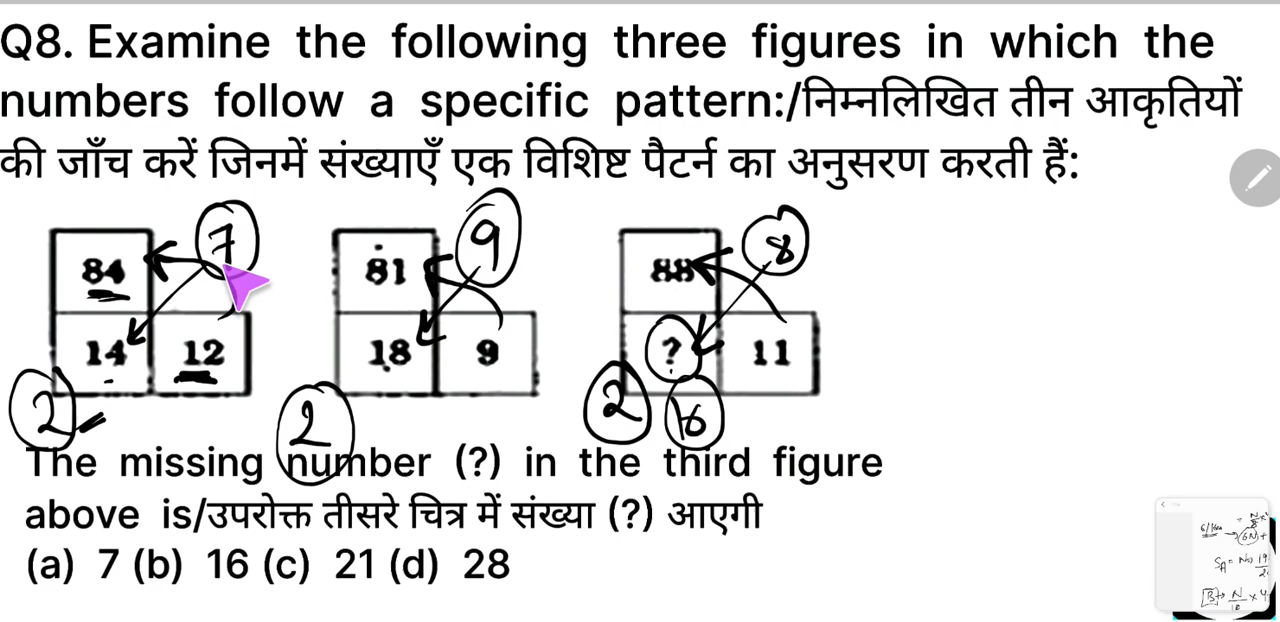 Q8. Examine the following three figures in which the
numbers follow a specific pattern:/निम्नलिखित तीन आकृतियों
की जाँच करें जिनमें संख्याएँ एक विशिष्ट पैटर्न का अनुसरण करती हैं:
7 9 8
84 81 88
14 12 18 9 ? 11
2 2 2 16
The missing number (?) in the third figure
above is/उपरोक्त तीसरे चित्र में संख्या (?) आएगी
(a) 7 (b) 16 (c) 21 (d) 28